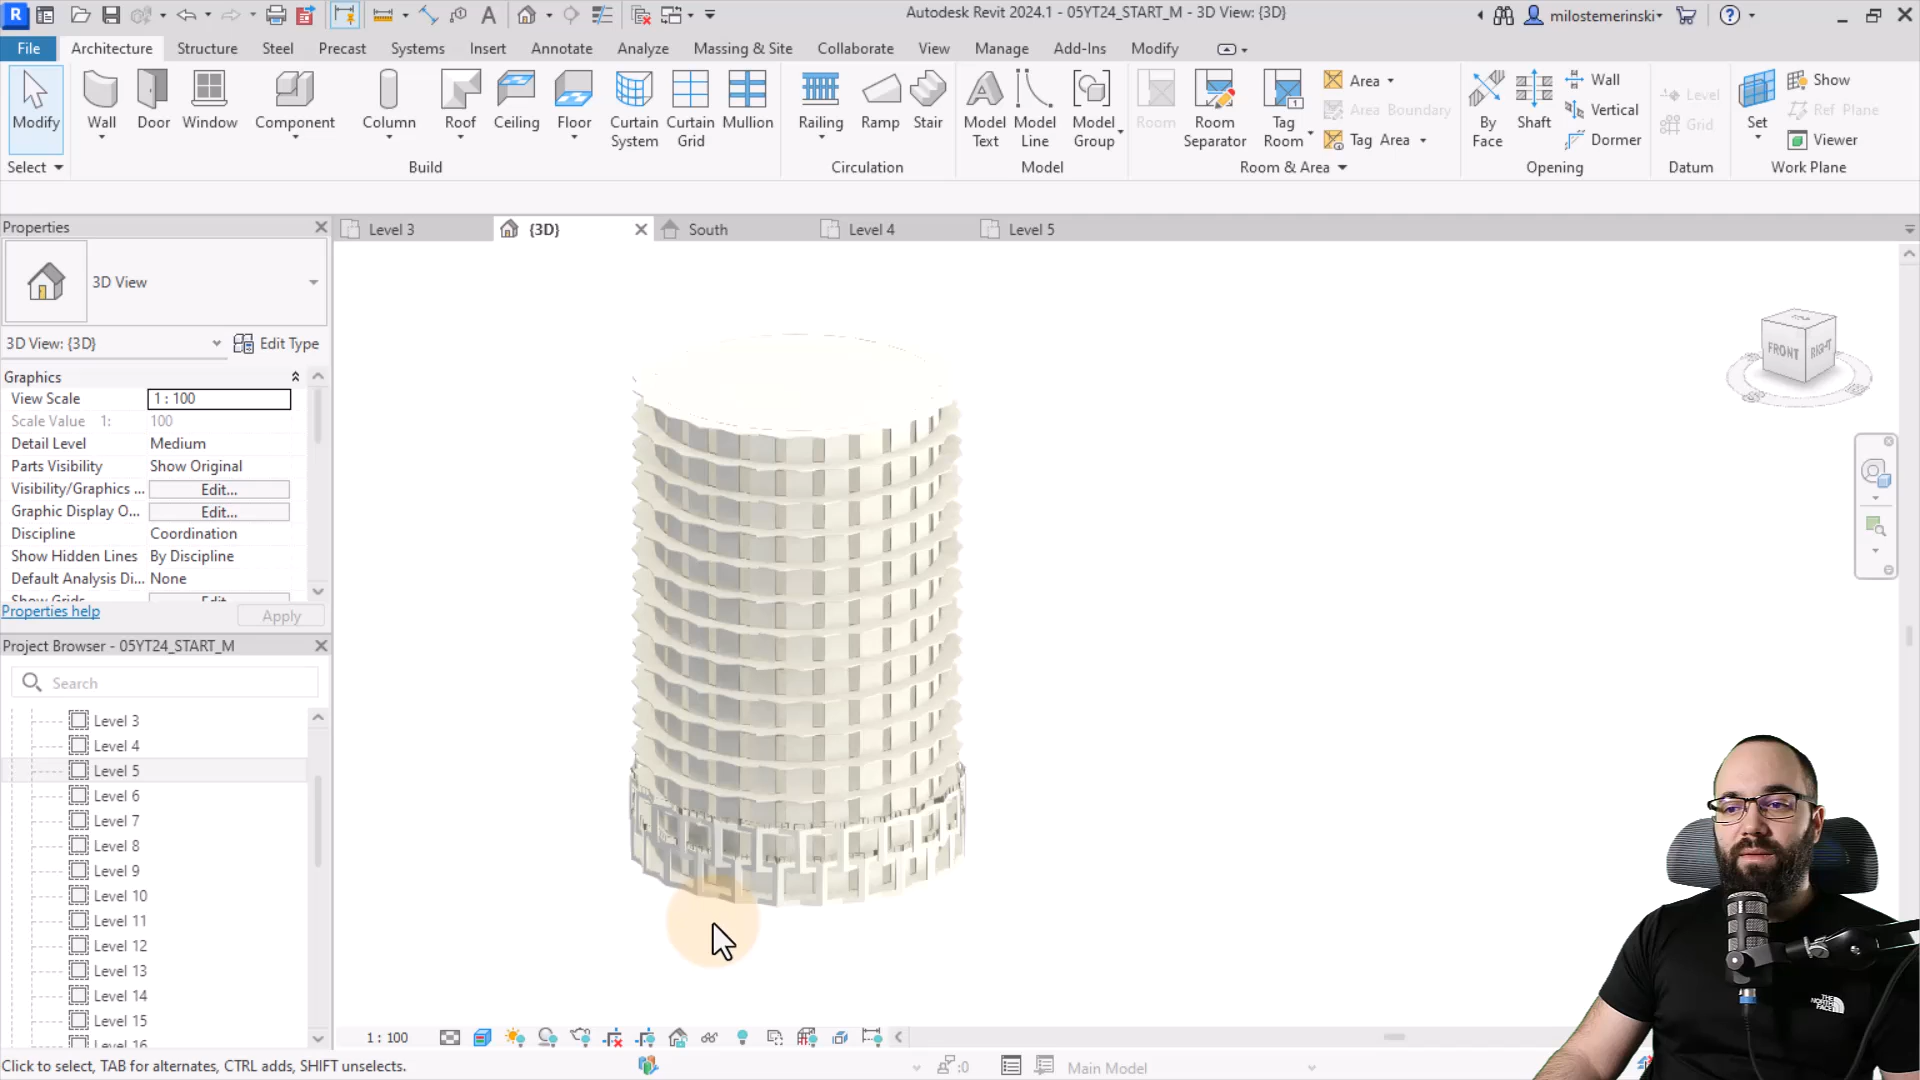 Autodesk Revit 2024.1 - 05YT24_START_M - 3D View: {3D}
milostemerinski
File Architecture Structure Steel Precast Systems Insert Annotate Analyze Massing & Site Collaborate View Manage Add-Ins Modify
Modify
Wall
Door
Window
Component
Column
Roof
Ceiling
Floor
Curtain System
Curtain Grid
Mullion
Railing
Ramp
Stair
Model Text
Model Line
Model Group
Room
Room Separator
Tag Room
Area
Area Boundary
Tag Area
By Face
Shaft
Wall
Vertical
Dormer
Level
Grid
Set
Show
Ref Plane
Viewer
Select
Build
Circulation
Model
Room & Area
Opening
Datum
Work Plane
Properties
Level 3
{3D}
South
Level 4
Level 5
3D View
3D View: {3D}
Edit Type
Graphics
View Scale 1 : 100
Scale Value 1: 100
Detail Level Medium
Parts Visibility Show Original
Visibility/Graphics ... Edit...
Graphic Display O... Edit...
Discipline Coordination
Show Hidden Lines By Discipline
Default Analysis Di... None
Show Grids Edit...
Properties help
Apply
Project Browser - 05YT24_START_M
Search
Level 3
Level 4
Level 5
Level 6
Level 7
Level 8
Level 9
Level 10
Level 11
Level 12
Level 13
Level 14
Level 15
Level 16
TOP
FRONT
RIGHT
THE NORTH FACE
1 : 100
Click to select, TAB for alternates, CTRL adds, SHIFT unselects.
:0
Main Model